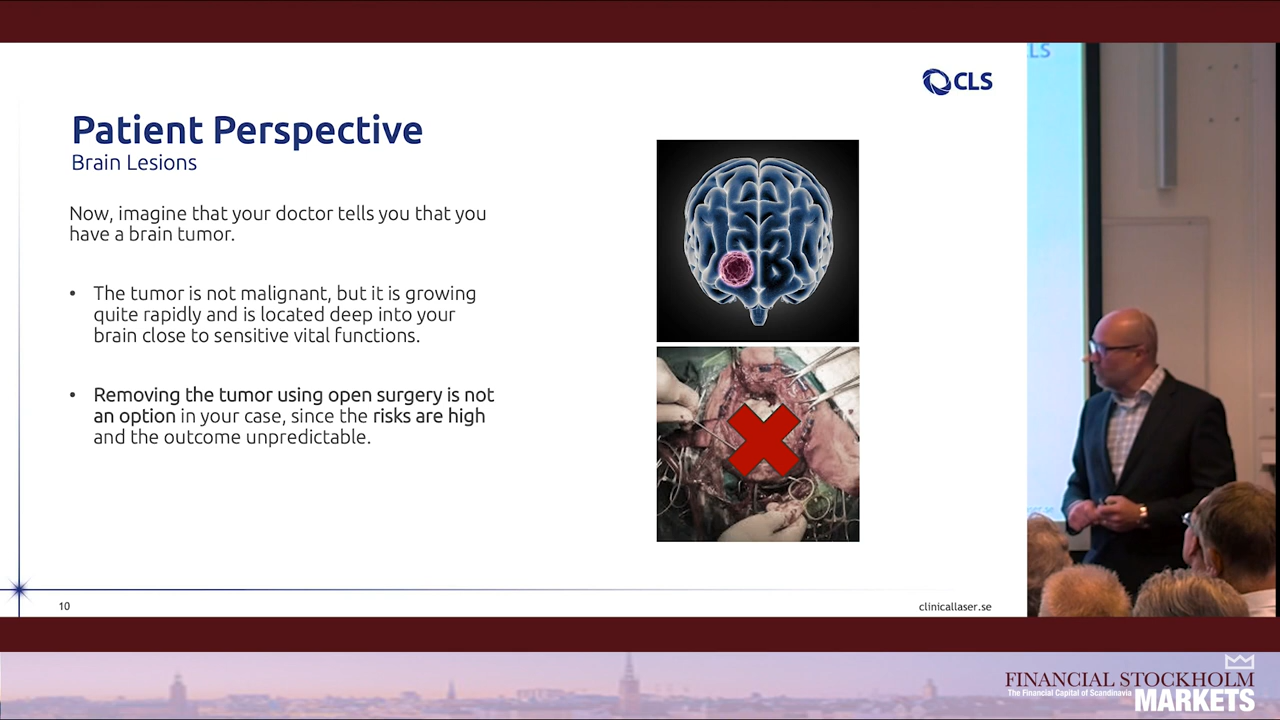 CLS
LS
Patient Perspective
Brain Lesions
Now, imagine that your doctor tells you that you
have a brain tumor.
• The tumor is not malignant, but it is growing
quite rapidly and is located deep into your
brain close to sensitive vital functions.
• Removing the tumor using open surgery is not
an option in your case, since the risks are high
and the outcome unpredictable.
10
clinicallaser.se
FINANCIAL STOCKHOLM
The Financial Capital of Scandinavia
MARKETS